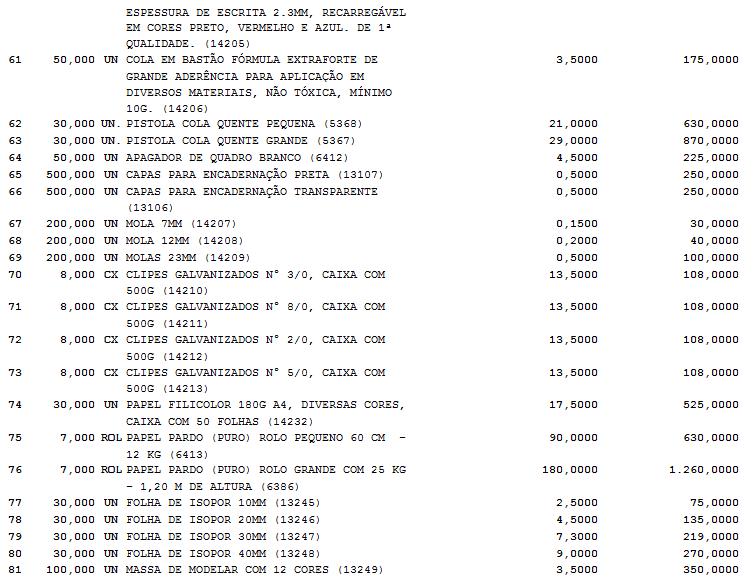 ESPESSURA DE ESCRITA 2.3MM, RECARREGÁVEL
EM CORES PRETO, VERMELHO E AZUL. DE 1ª
QUALIDADE. (14205)
61 50,000 UN COLA EM BASTÃO FÓRMULA EXTRAFORTE DE 3,5000 175,0000
GRANDE ADERÊNCIA PARA APLICAÇÃO EM
DIVERSOS MATERIAIS, NÃO TÓXICA, MÍNIMO
10G. (14206)
62 30,000 UN. PISTOLA COLA QUENTE PEQUENA (5368) 21,0000 630,0000
63 30,000 UN. PISTOLA COLA QUENTE GRANDE (5367) 29,0000 870,0000
64 50,000 UN APAGADOR DE QUADRO BRANCO (6412) 4,5000 225,0000
65 500,000 UN CAPAS PARA ENCADERNAÇÃO PRETA (13107) 0,5000 250,0000
66 500,000 UN CAPAS PARA ENCADERNAÇÃO TRANSPARENTE 0,5000 250,0000
(13106)
67 200,000 UN MOLA 7MM (14207) 0,1500 30,0000
68 200,000 UN MOLA 12MM (14208) 0,2000 40,0000
69 200,000 UN MOLAS 23MM (14209) 0,5000 100,0000
70 8,000 CX CLIPES GALVANIZADOS N° 3/0, CAIXA COM 13,5000 108,0000
500G (14210)
71 8,000 CX CLIPES GALVANIZADOS N° 8/0, CAIXA COM 13,5000 108,0000
500G (14211)
72 8,000 CX CLIPES GALVANIZADOS N° 2/0, CAIXA COM 13,5000 108,0000
500G (14212)
73 8,000 CX CLIPES GALVANIZADOS N° 5/0, CAIXA COM 13,5000 108,0000
500G (14213)
74 30,000 UN PAPEL FILICOLOR 180G A4, DIVERSAS CORES, 17,5000 525,0000
CAIXA COM 50 FOLHAS (14232)
75 7,000 ROL PAPEL PARDO (PURO) ROLO PEQUENO 60 CM - 90,0000 630,0000
12 KG (6413)
76 7,000 ROL PAPEL PARDO (PURO) ROLO GRANDE COM 25 KG 180,0000 1.260,0000
- 1,20 M DE ALTURA (6386)
77 30,000 UN FOLHA DE ISOPOR 10MM (13245) 2,5000 75,0000
78 30,000 UN FOLHA DE ISOPOR 20MM (13246) 4,5000 135,0000
79 30,000 UN FOLHA DE ISOPOR 30MM (13247) 7,3000 219,0000
80 30,000 UN FOLHA DE ISOPOR 40MM (13248) 9,0000 270,0000
81 100,000 UN MASSA DE MODELAR COM 12 CORES (13249) 3,5000 350,0000